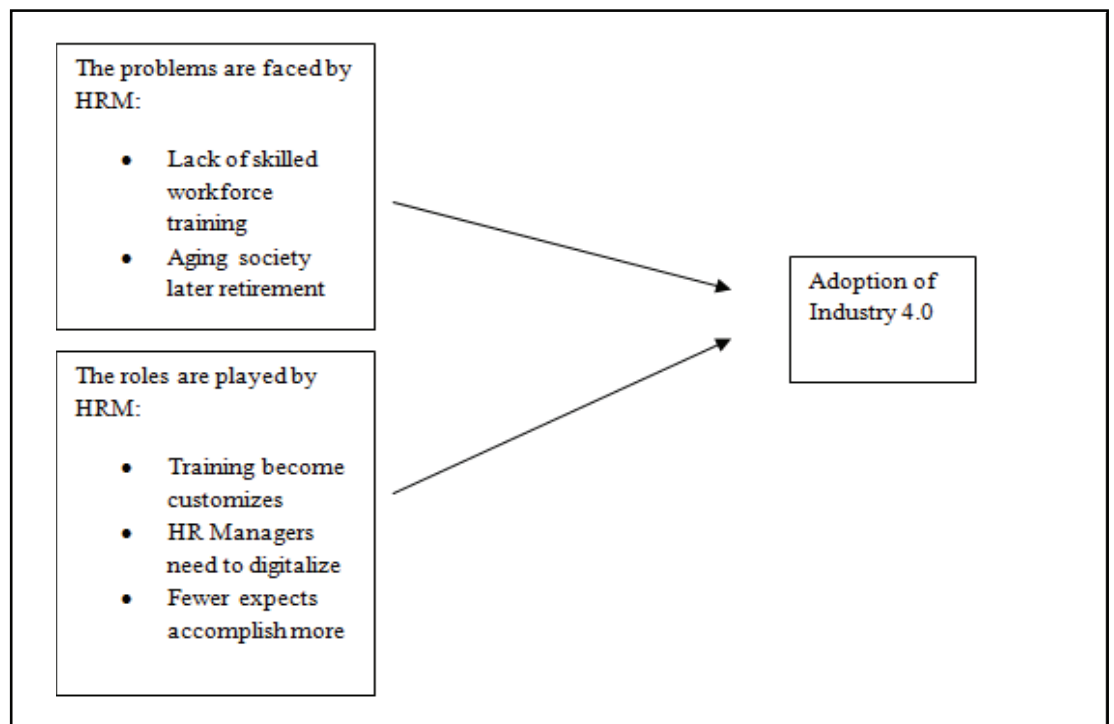 The problems are faced by
HRM:
• Lack of skilled
workforce
training
• Aging society
later retirement
The roles are played by
HRM:
• Training become
customizes
• HR Managers
need to digitalize
• Fewer expects
accomplish more
Adoption of
Industry 4.0